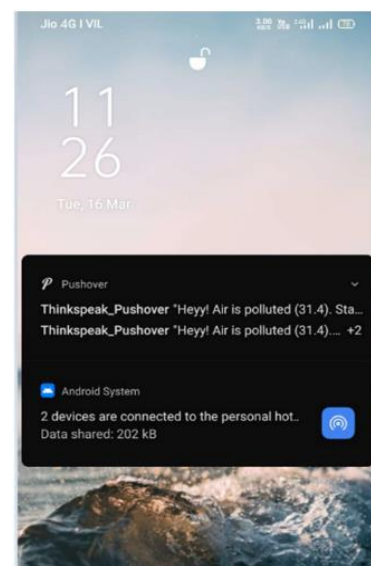 Jio 4G I VIL
11
26
Tue, 16 Mar
Pushover
Thinkspeak_Pushover "Heyy! Air is polluted (31.4). Sta...
Thinkspeak_Pushover "Heyy! Air is polluted (31.4).... +2
Android System
2 devices are connected to the personal hot..
Data shared: 202 kB